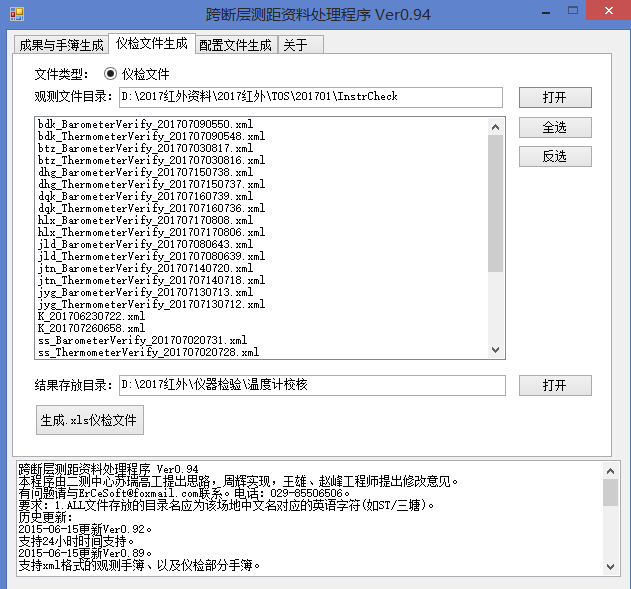 跨断层测距资料处理程序 Ver0.94
成果与手簿生成 仪检文件生成 配置文件生成 关于
文件类型： 仪检文件
观测文件目录： D:\2017红外资料\2017红外\TOS\201701\InstrCheck 打开
全选
反选
bdk_BarometerVerify_201707090550.xml
bdk_ThermometerVerify_201707090548.xml
btz_BarometerVerify_201707030817.xml
btz_ThermometerVerify_201707030816.xml
dhg_BarometerVerify_201707150738.xml
dhg_ThermometerVerify_201707150737.xml
dqk_BarometerVerify_201707160739.xml
dqk_ThermometerVerify_201707160736.xml
hlx_BarometerVerify_201707170808.xml
hlx_ThermometerVerify_201707170806.xml
jld_BarometerVerify_201707080643.xml
jld_ThermometerVerify_201707080639.xml
jtn_BarometerVerify_201707140720.xml
jtn_ThermometerVerify_201707140718.xml
jyg_BarometerVerify_201707130713.xml
jyg_ThermometerVerify_201707130712.xml
K_201706230722.xml
K_201707260658.xml
ss_BarometerVerify_201707020731.xml
ss_ThermometerVerify_201707020728.xml
结果存放目录： D:\2017红外\仪器检验\温度计校核 打开
生成.xls仪检文件
跨断层测距资料处理程序 Ver0.94
本程序由二测中心苏瑞高工提出思路，周辉实现，王雄、赵峰工程师提出修改意见。
有问题请与ErCeSoft@foxmail.com联系。电话：029-85506506。
要求：1.ALL文件存放的目录名应为该场地中文名对应的英语字符(如ST/三塘)。
历史更新：
2015-06-15更新Ver0.92。
支持24小时时间支持。
2015-06-15更新Ver0.89。
支持xml格式的观测手簿、以及仪检部分手簿。